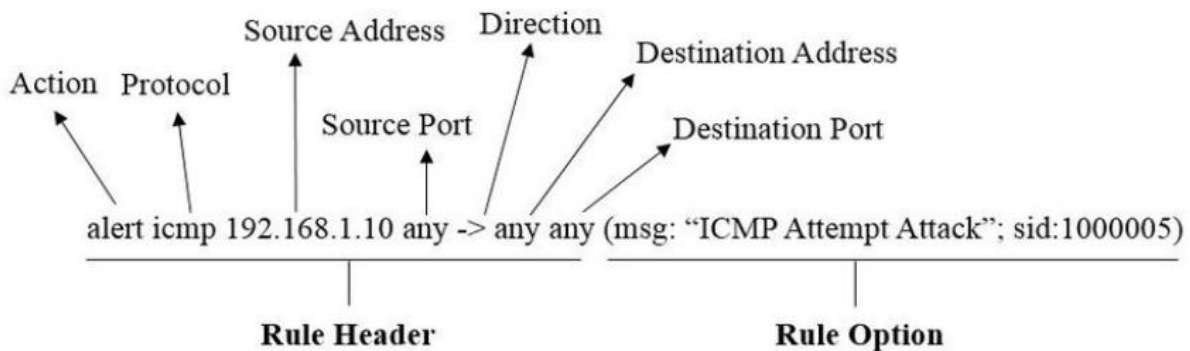 Source Address
Direction
Destination Address
Action
Protocol
Source Port
Destination Port
alert icmp 192.168.1.10 any -> any any (msg: “ICMP Attempt Attack”; sid:1000005)
Rule Header
Rule Option